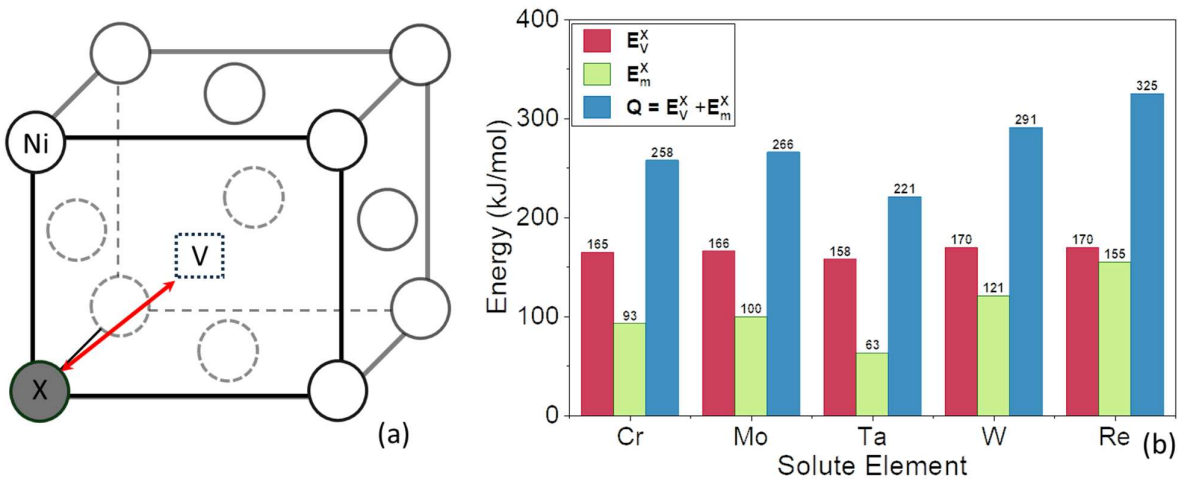 Ni
V
X
(a)
Energy (kJ/mol)
400
300
200
100
0
E_V^X
E_m^X
Q = E_V^X +E_m^X
165
93
258
166
100
266
158
63
221
170
121
291
170
155
325
Cr Mo Ta W Re
Solute Element
(b)